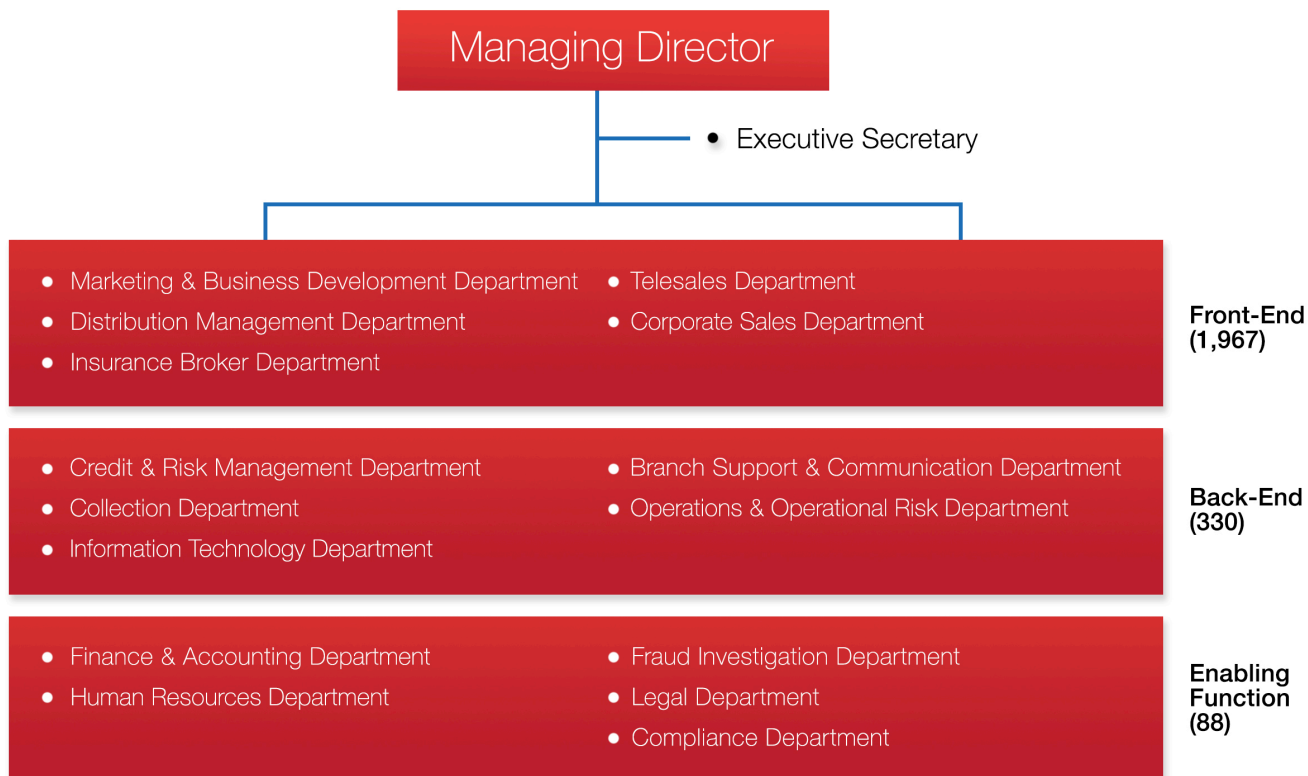 Managing Director
• Executive Secretary
• Marketing & Business Development Department
• Distribution Management Department
• Insurance Broker Department
• Telesales Department
• Corporate Sales Department
Front-End
(1,967)
• Credit & Risk Management Department
• Collection Department
• Information Technology Department
• Branch Support & Communication Department
• Operations & Operational Risk Department
Back-End
(330)
• Finance & Accounting Department
• Human Resources Department
• Fraud Investigation Department
• Legal Department
• Compliance Department
Enabling
Function
(88)